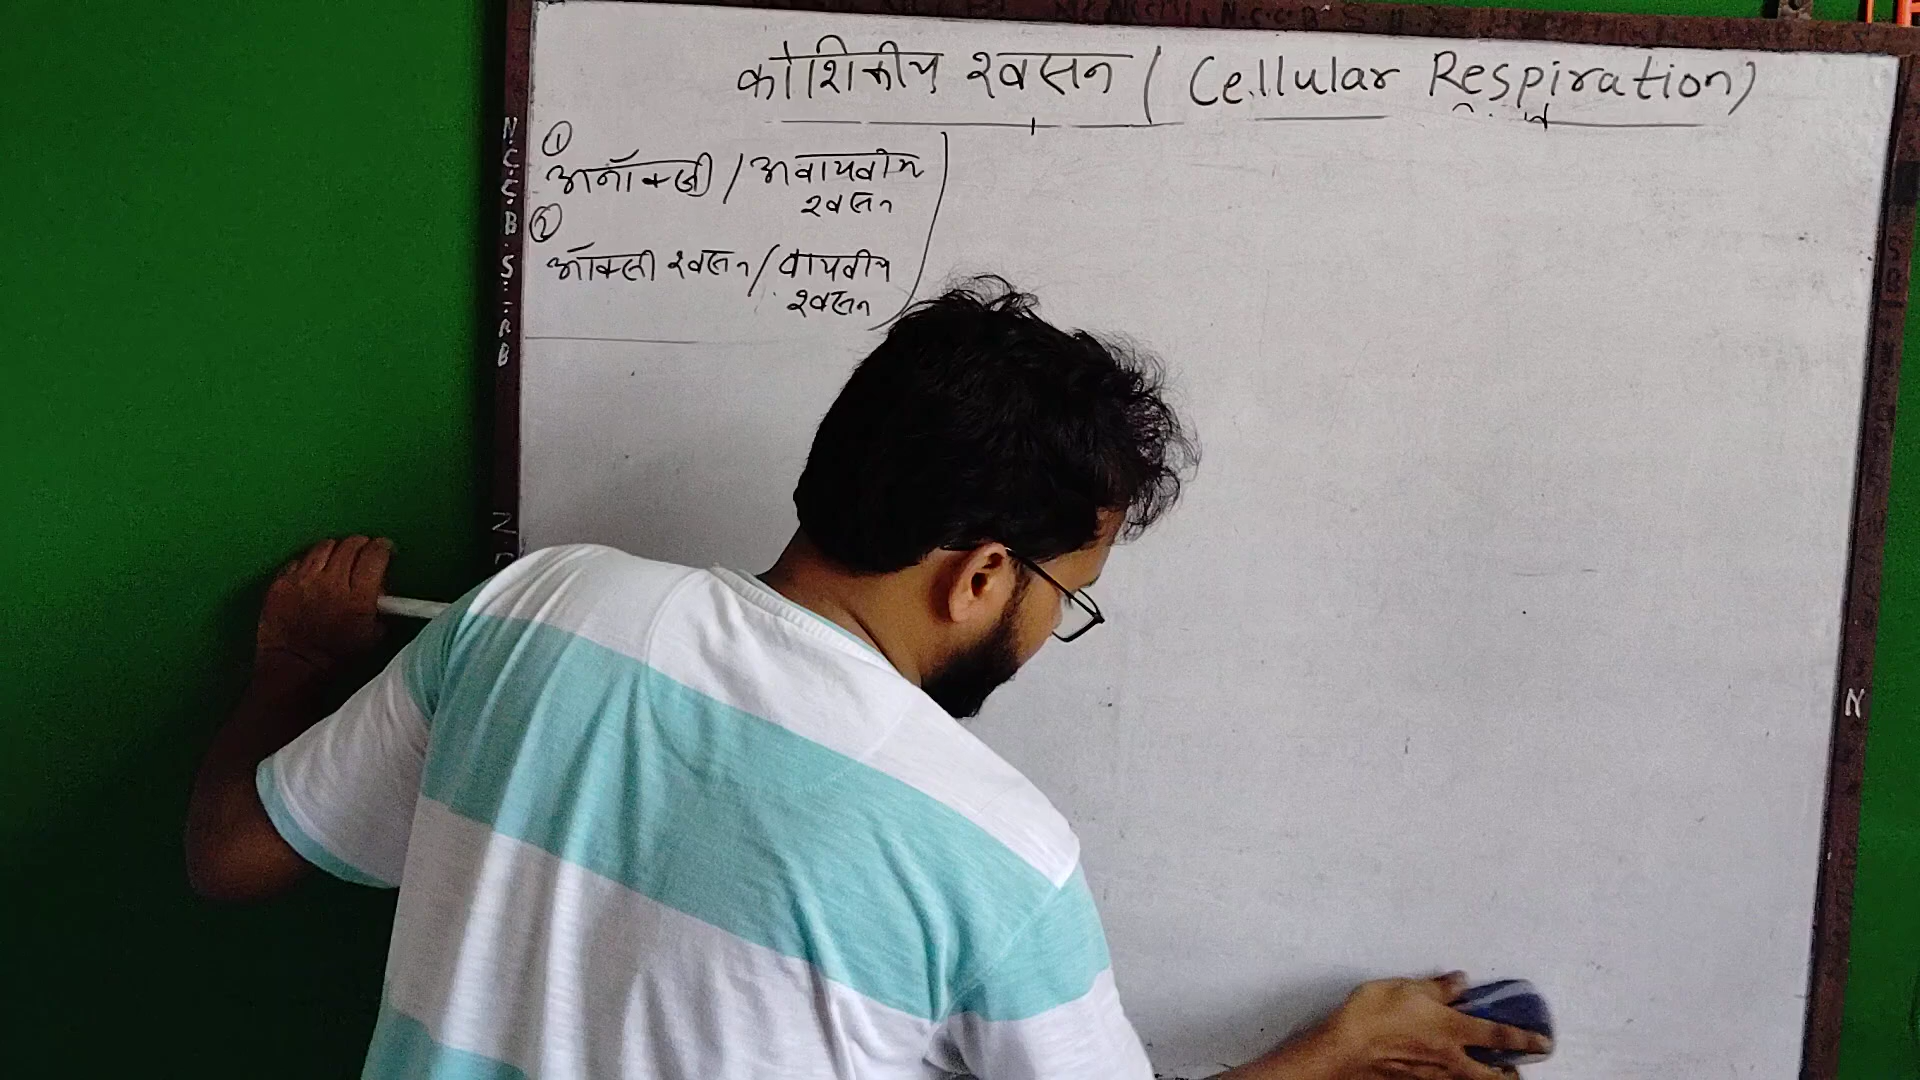 कोशिकीय श्वसन ( Cellular Respiration)
①
अनॉक्सी / अवायवीय
श्वसन
②
ऑक्सी श्वसन / वायवीय
श्वसन
N.C.C.B.S.I.R.B
N